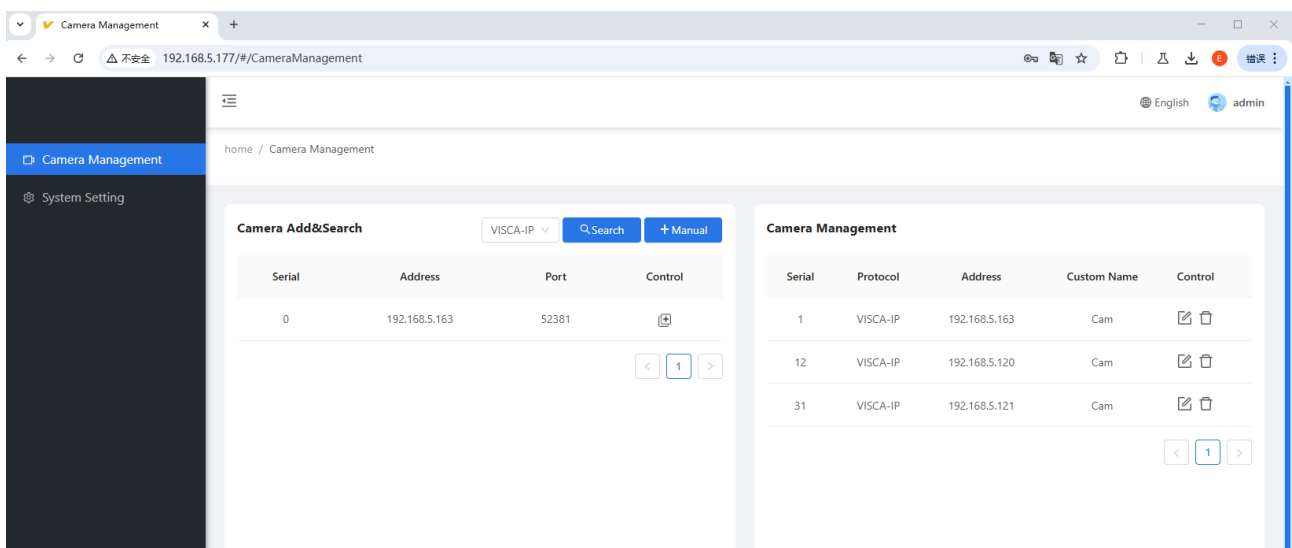 Camera Management
不安全 192.168.5.177/#/CameraManagement E 错误
English admin
Camera Management
System Setting
home / Camera Management
Camera Add&Search VISCA-IP Search +Manual
Serial Address Port Control
0 192.168.5.163 52381
< 1 >
Camera Management
Serial Protocol Address Custom Name Control
1 VISCA-IP 192.168.5.163 Cam
12 VISCA-IP 192.168.5.120 Cam
31 VISCA-IP 192.168.5.121 Cam
< 1 >